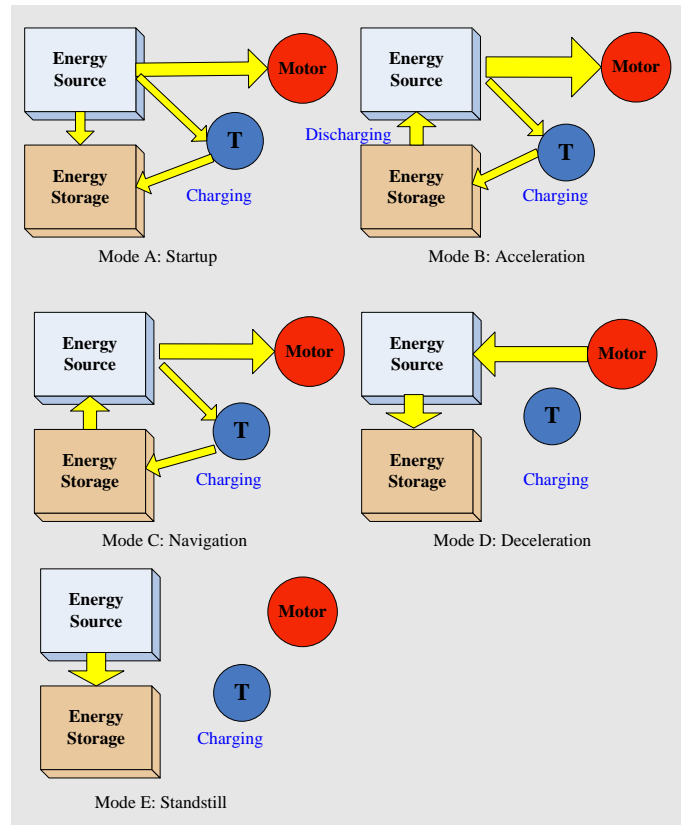 Energy
Source
Motor
T
Energy
Storage
Charging
Mode A: Startup
Energy
Source
Motor
Discharging
T
Energy
Storage
Charging
Mode B: Acceleration
Energy
Source
Motor
T
Energy
Storage
Charging
Mode C: Navigation
Energy
Source
Motor
T
Energy
Storage
Charging
Mode D: Deceleration
Energy
Source
Motor
T
Energy
Storage
Charging
Mode E: Standstill